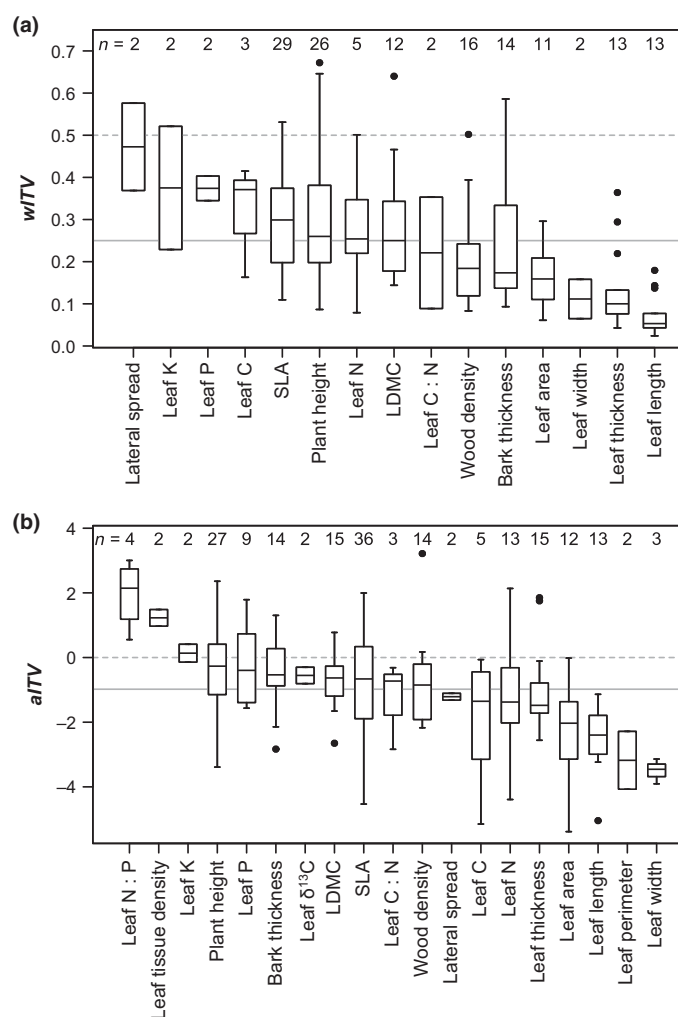 (a)
n = 2 2 2 3 29 26 5 12 2 16 14 11 2 13 13
0.7
0.6
0.5
0.4
0.3
0.2
0.1
0.0
wITV
Lateral spread
Leaf K
Leaf P
Leaf C
SLA
Plant height
Leaf N
LDMC
Leaf C : N
Wood density
Bark thickness
Leaf area
Leaf width
Leaf thickness
Leaf length
(b)
n = 4 2 2 27 9 14 2 15 36 3 14 2 5 13 15 12 13 2 3
4
2
0
−2
−4
aITV
Leaf N : P
Leaf tissue density
Leaf K
Plant height
Leaf P
Bark thickness
Leaf δ¹³C
LDMC
SLA
Leaf C : N
Wood density
Lateral spread
Leaf C
Leaf N
Leaf thickness
Leaf area
Leaf length
Leaf perimeter
Leaf width